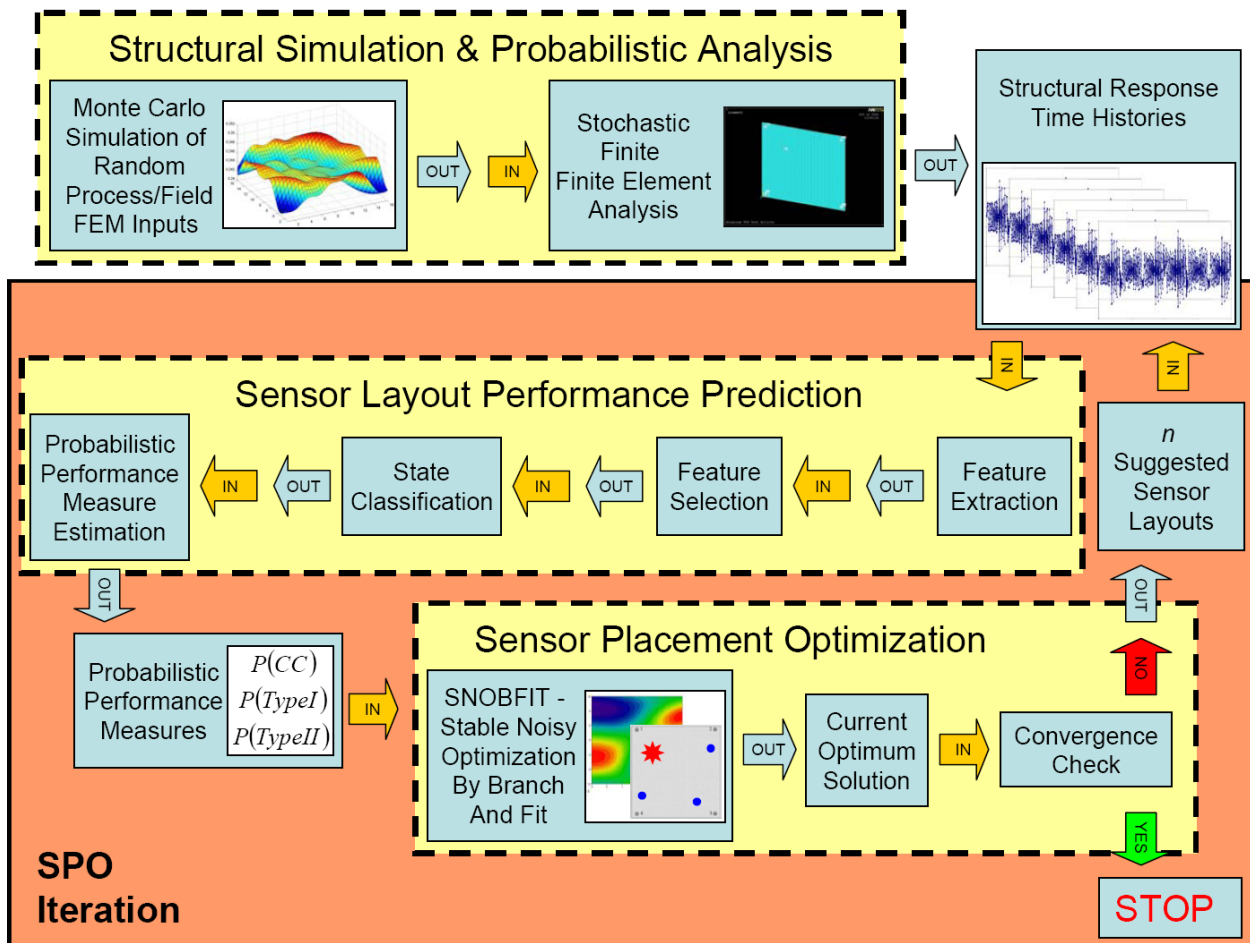 Structural Simulation & Probabilistic Analysis
Monte Carlo
Simulation of
Random
Process/Field
FEM Inputs
OUT
IN
Stochastic
Finite
Finite Element
Analysis
OUT
Structural Response
Time Histories
IN
IN
Sensor Layout Performance Prediction
Probabilistic
Performance
Measure
Estimation
IN
OUT
State
Classification
IN
OUT
Feature
Selection
IN
OUT
Feature
Extraction
n
Suggested
Sensor
Layouts
OUT
OUT
Probabilistic
Performance
Measures
P(CC)
P(TypeI)
P(TypeII)
IN
Sensor Placement Optimization
SNOBFIT -
Stable Noisy
Optimization
By Branch
And Fit
OUT
Current
Optimum
Solution
IN
Convergence
Check
NO
YES
STOP
SPO
Iteration